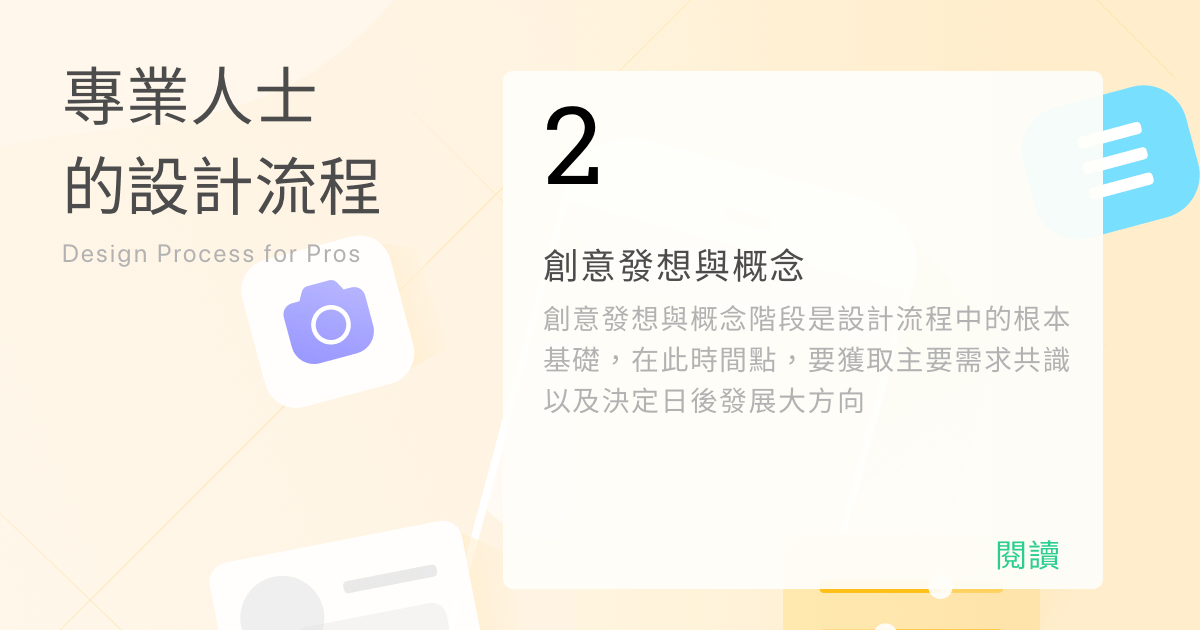 專業人士
的設計流程
Design Process for Pros
2
創意發想與概念
創意發想與概念階段是設計流程中的根本
基礎，在此時間點，要獲取主要需求共識
以及決定日後發展大方向
閱讀